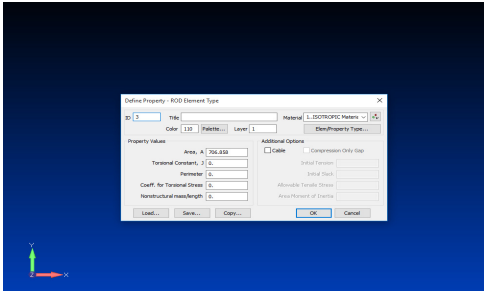 Define Property - ROD Element Type
ID 3 Title Material 1..ISOTROPIC Materia
Color 110 Palette... Layer 1 Elem/Property Type...
Property Values Additional Options
Area, A 706.858 Cable Compression Only Gap
Torsional Constant, J 0. Initial Tension
Perimeter 0. Initial Slack
Coeff. for Torsional Stress 0. Allowable Tensile Stress
Nonstructural mass/length 0. Area Moment of Inertia
Load... Save... Copy... OK Cancel
Y
Z X